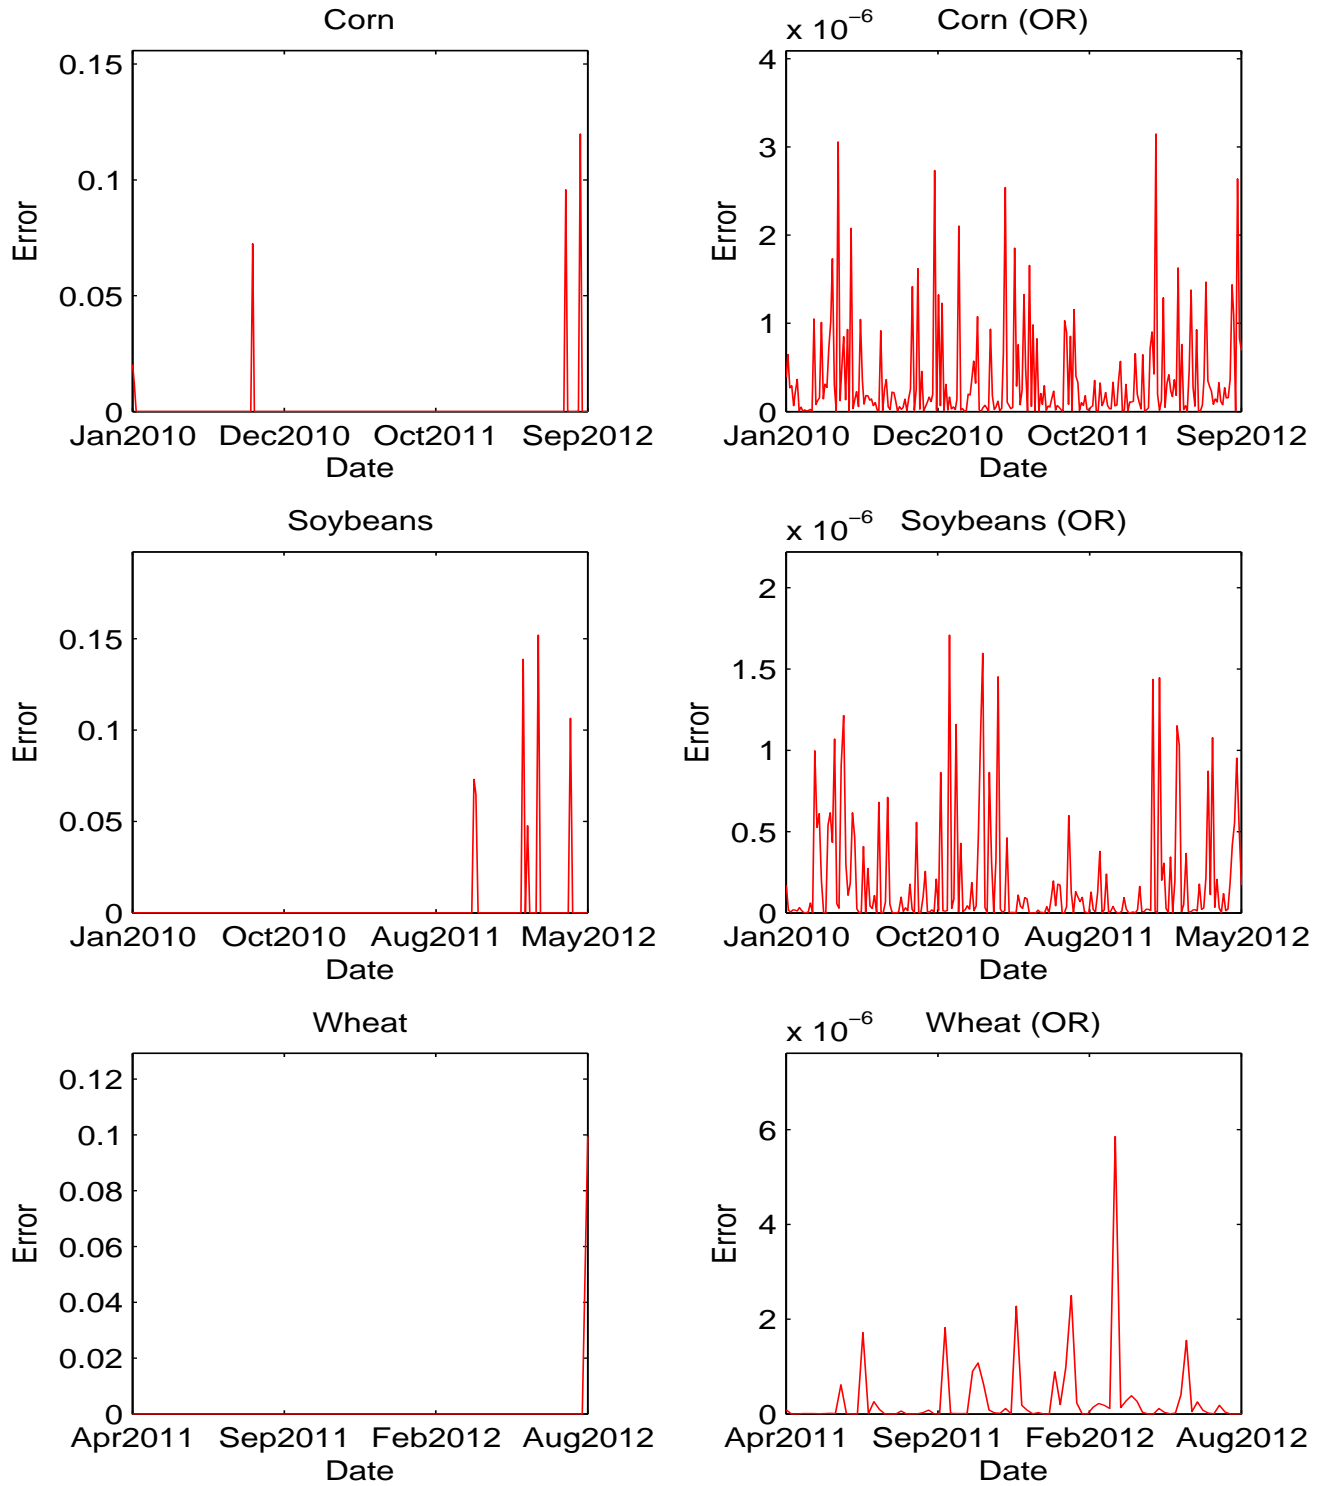 Corn
0.15
0.1
0.05
0
Error
Jan2010 Dec2010 Oct2011 Sep2012
Date
x 10⁻⁶ Corn (OR)
4
3
2
1
0
Error
Jan2010 Dec2010 Oct2011 Sep2012
Date
Soybeans
0.15
0.1
0.05
0
Error
Jan2010 Oct2010 Aug2011 May2012
Date
x 10⁻⁶ Soybeans (OR)
2
1.5
1
0.5
0
Error
Jan2010 Oct2010 Aug2011 May2012
Date
Wheat
0.12
0.1
0.08
0.06
0.04
0.02
0
Error
Apr2011 Sep2011 Feb2012 Aug2012
Date
x 10⁻⁶ Wheat (OR)
6
4
2
0
Error
Apr2011 Sep2011 Feb2012 Aug2012
Date